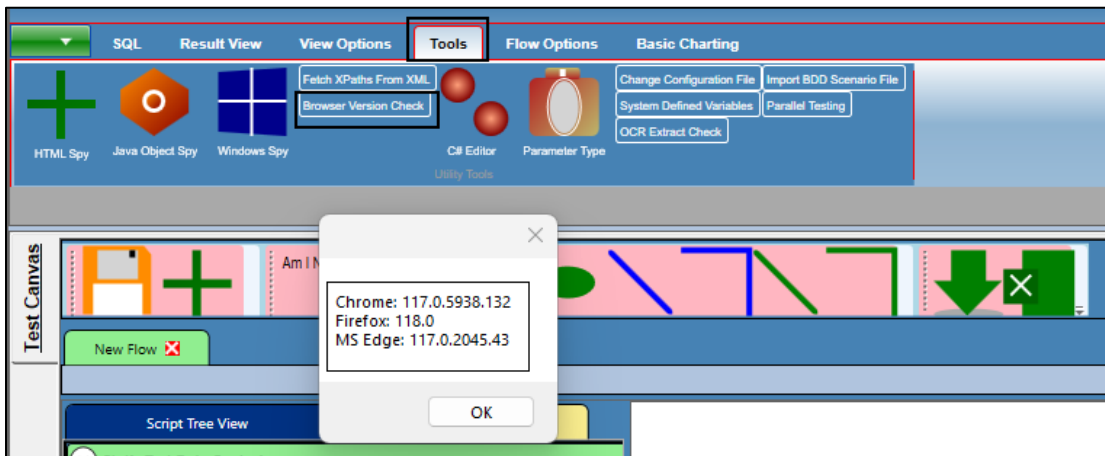 SQL Result View View Options Tools Flow Options Basic Charting
Fetch XPaths From XML
Browser Version Check
Change Configuration File Import BDD Scenario File
System Defined Variables Parallel Testing
OCR Extract Check
HTML Spy Java Object Spy Windows Spy C# Editor Parameter Type
Utility Tools
Test Canvas
Am I
Chrome: 117.0.5938.132
Firefox: 118.0
MS Edge: 117.0.2045.43
New Flow
OK
Script Tree View